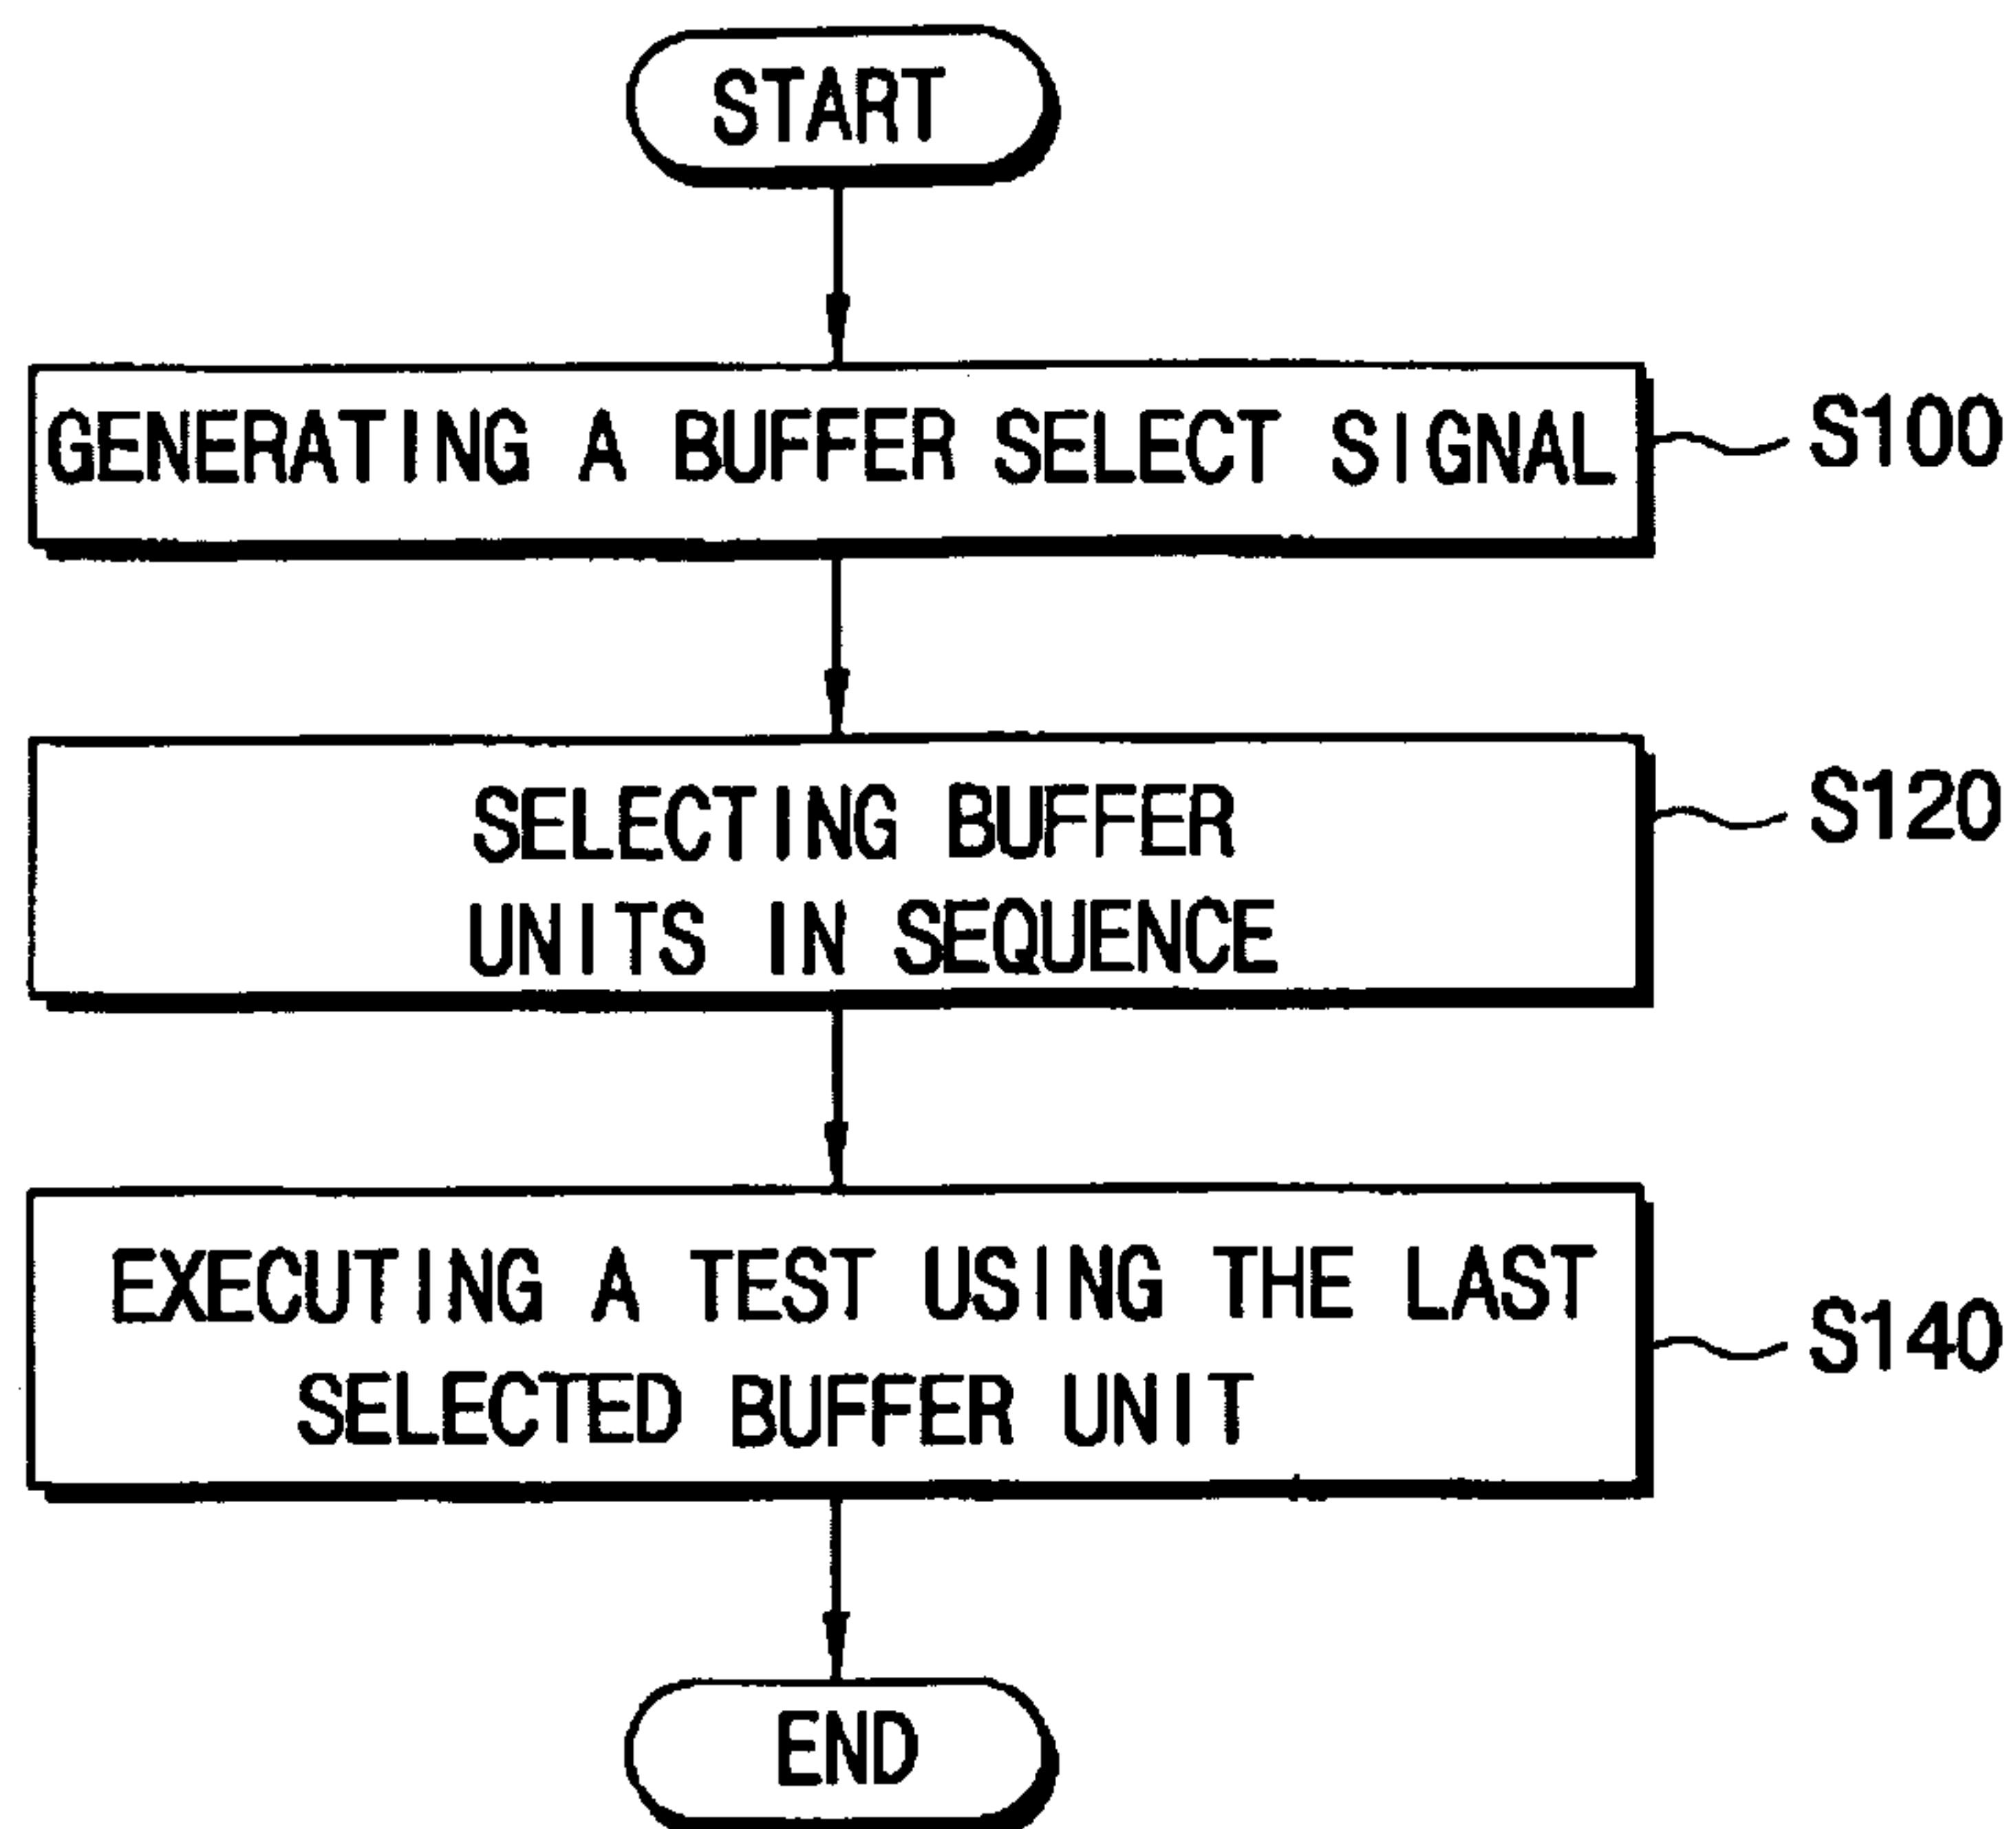 START
GENERATING A BUFFER SELECT SIGNAL
S100
SELECTING BUFFER
UNITS IN SEQUENCE
S120
EXECUTING A TEST USING THE LAST
SELECTED BUFFER UNIT
S140
END